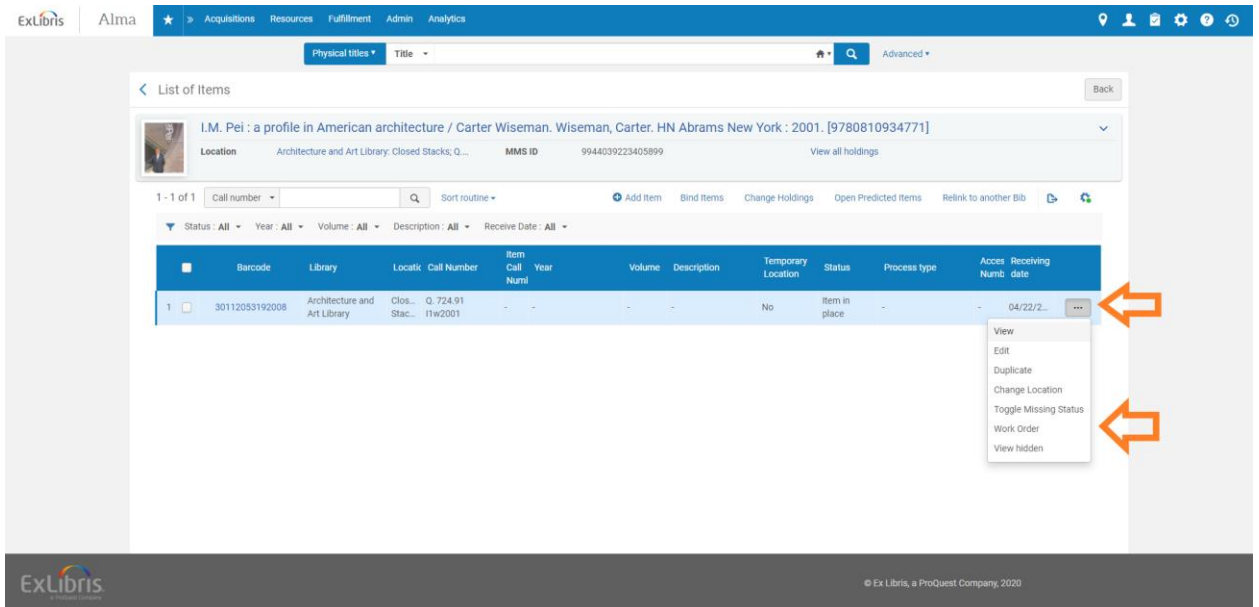 ExLibris Alma » Acquisitions Resources Fulfillment Admin Analytics
Physical titles Title Advanced
List of Items Back
I.M. Pei : a profile in American architecture / Carter Wiseman. Wiseman, Carter. HN Abrams New York : 2001. [9780810934771]
Location Architecture and Art Library: Closed Stacks; Q.... MMS ID 9944039223405899 View all holdings
1 - 1 of 1 Call number Sort routine Add Item Bind Items Change Holdings Open Predicted Items Relink to another Bib
Status : All Year : All Volume : All Description : All Receive Date : All
Barcode Library Locatic Call Number Item Call Numl Year Volume Description Temporary Location Status Process type Acces Numb Receiving date
1 30112053192008 Architecture and Art Library Clos... Stac... Q. 724.91 I1w2001 - - - - No Item in place - - 04/22/2...
View
Edit
Duplicate
Change Location
Toggle Missing Status
Work Order
View hidden
ExLibris
a ProQuest Company
© Ex Libris, a ProQuest Company, 2020